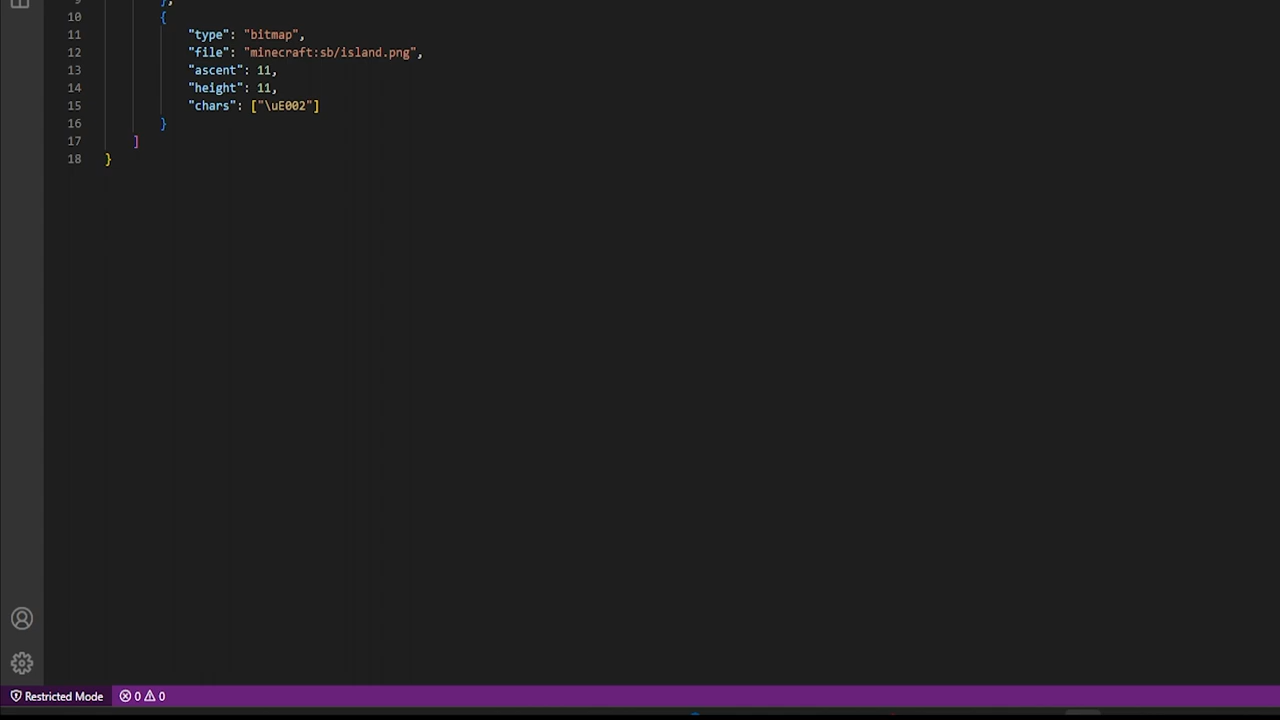 9 },
10 {
11 "type": "bitmap",
12 "file": "minecraft:sb/island.png",
13 "ascent": 11,
14 "height": 11,
15 "chars": ["\uE002"]
16 }
17 ]
18 }
Restricted Mode 0 0